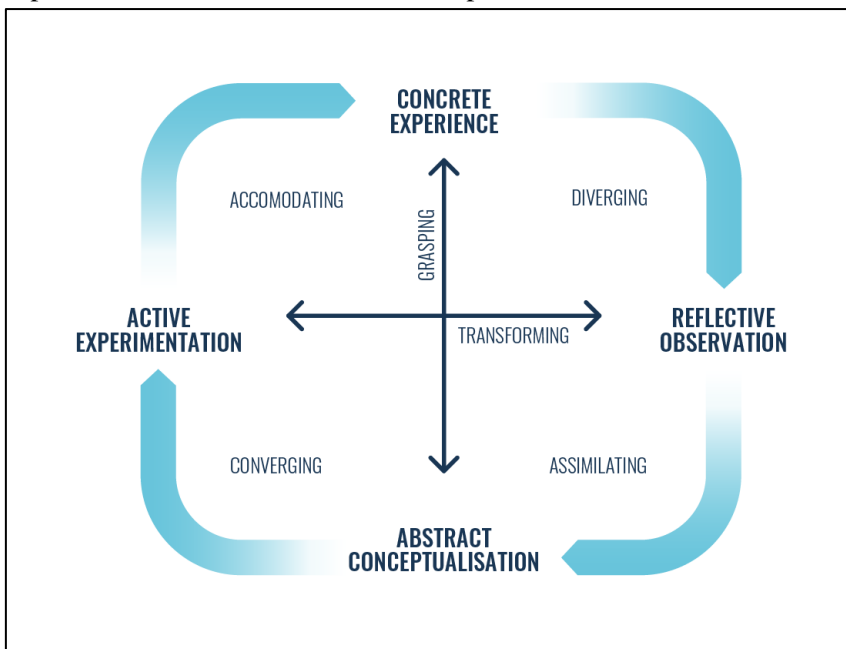 CONCRETE
EXPERIENCE
ACCOMODATING
DIVERGING
GRASPING
ACTIVE
EXPERIMENTATION
TRANSFORMING
REFLECTIVE
OBSERVATION
CONVERGING
ASSIMILATING
ABSTRACT
CONCEPTUALISATION